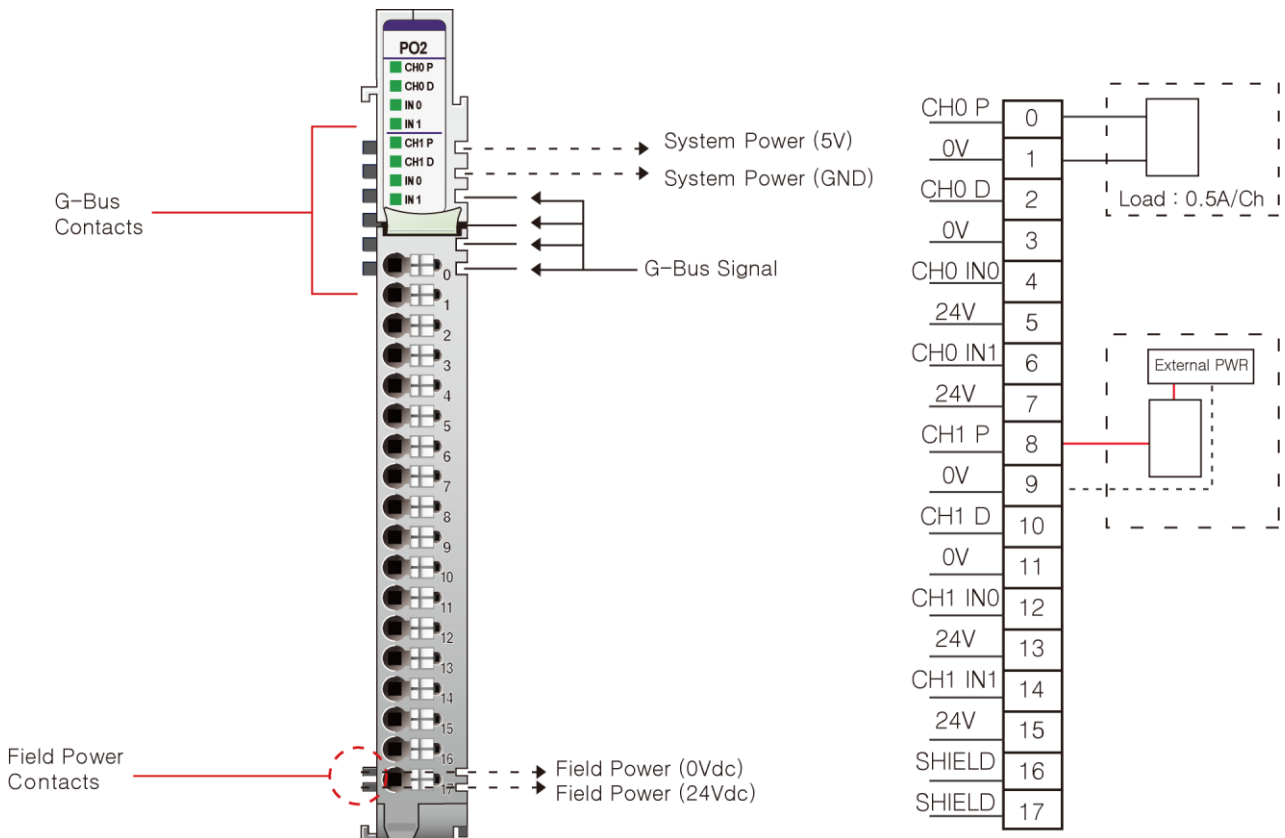 PO2
CH0 P
CH0 D
IN 0
IN 1
CH1 P
CH1 D
IN 0
IN 1
G-Bus
Contacts
System Power (5V)
System Power (GND)
G-Bus Signal
0
1
2
3
4
5
6
7
8
9
10
11
12
13
14
15
16
17
Field Power
Contacts
Field Power (0Vdc)
Field Power (24Vdc)
CH0 P 0
0V 1
CH0 D 2
0V 3
CH0 IN0 4
24V 5
CH0 IN1 6
24V 7
CH1 P 8
0V 9
CH1 D 10
0V 11
CH1 IN0 12
24V 13
CH1 IN1 14
24V 15
SHIELD 16
SHIELD 17
Load : 0.5A/Ch
External PWR